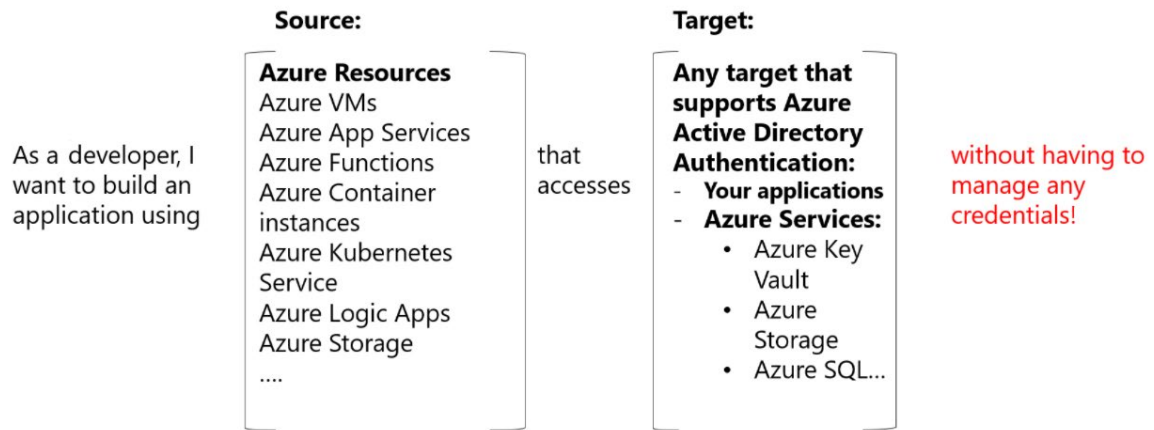 Source:
Target:
As a developer, I
want to build an
application using
Azure Resources
Azure VMs
Azure App Services
Azure Functions
Azure Container
instances
Azure Kubernetes
Service
Azure Logic Apps
Azure Storage
....
that
accesses
Any target that
supports Azure
Active Directory
Authentication:
- Your applications
- Azure Services:
• Azure Key
Vault
• Azure
Storage
• Azure SQL...
without having to
manage any
credentials!